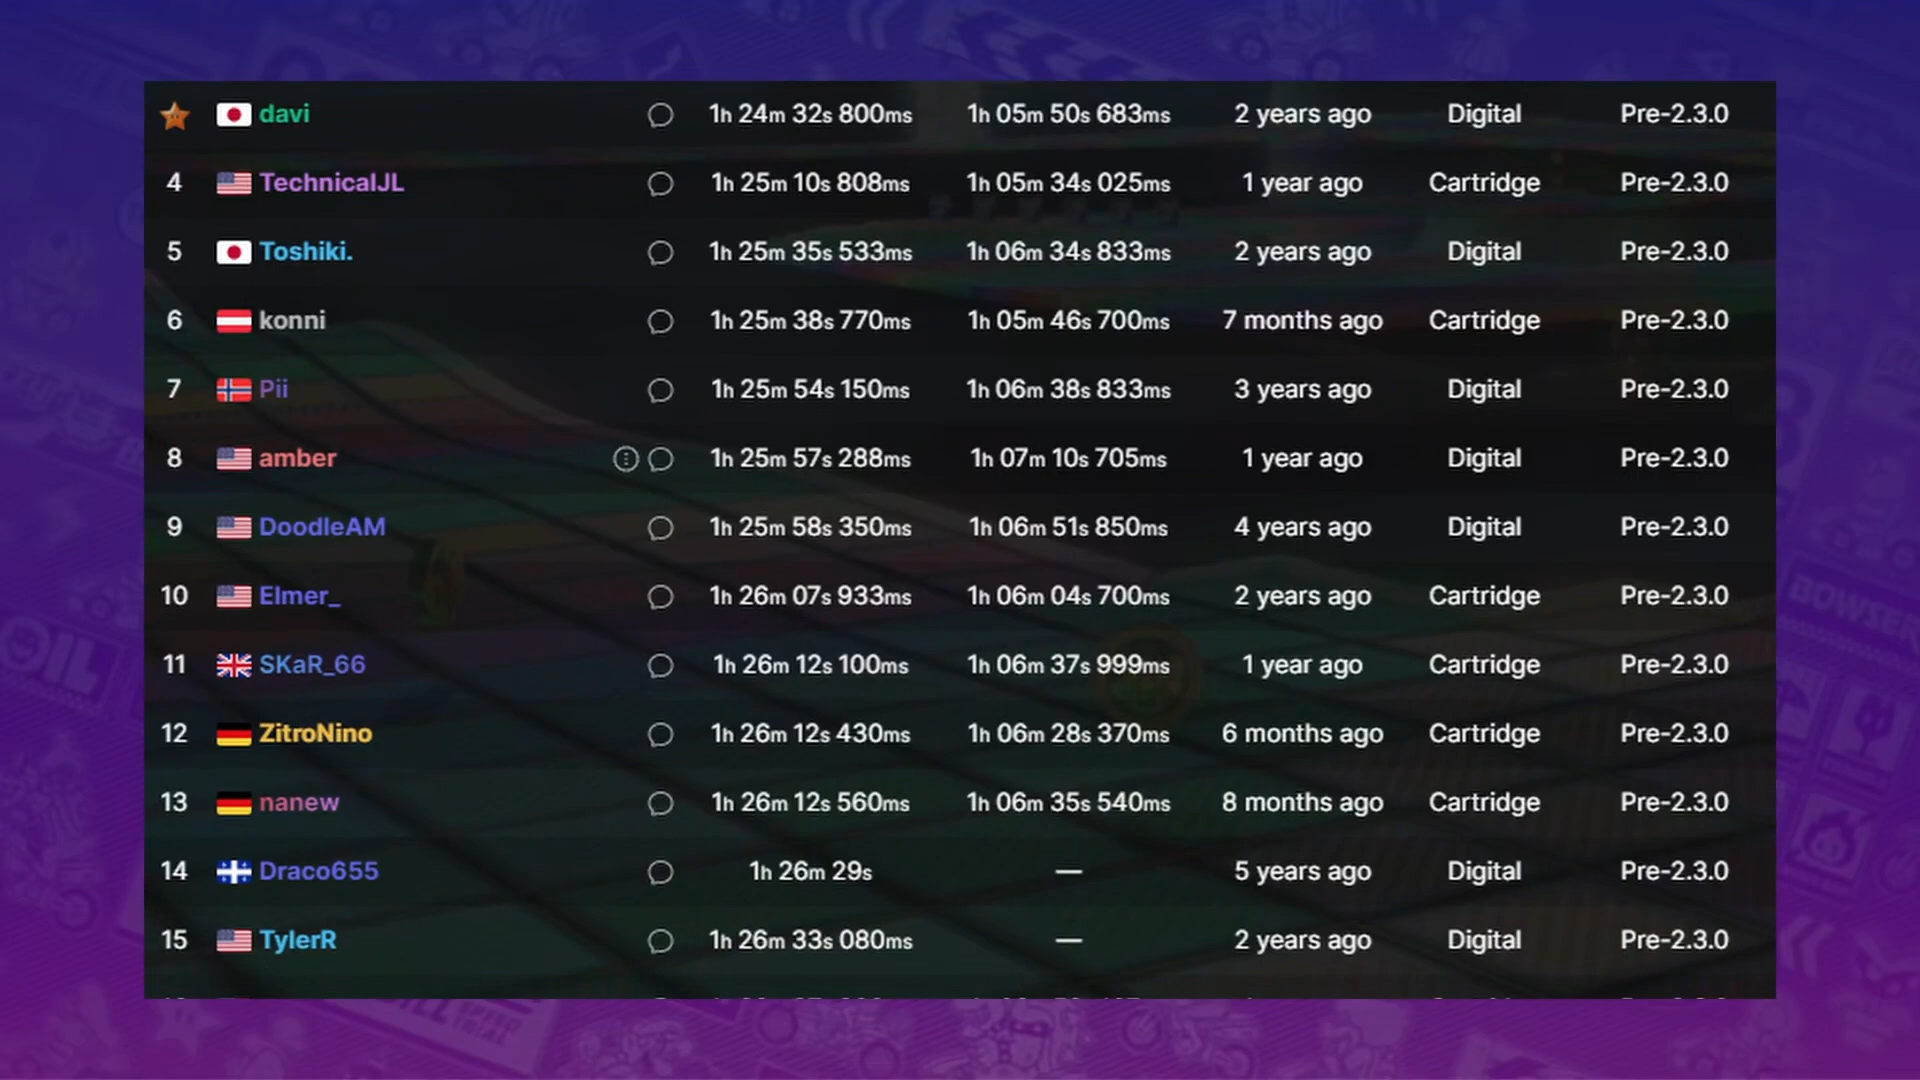 davi 1h 24m 32s 800ms 1h 05m 50s 683ms 2 years ago Digital Pre-2.3.0
4 TechnicalJL 1h 25m 10s 808ms 1h 05m 34s 025ms 1 year ago Cartridge Pre-2.3.0
5 Toshiki. 1h 25m 35s 533ms 1h 06m 34s 833ms 2 years ago Digital Pre-2.3.0
6 konni 1h 25m 38s 770ms 1h 05m 46s 700ms 7 months ago Cartridge Pre-2.3.0
7 Pii 1h 25m 54s 150ms 1h 06m 38s 833ms 3 years ago Digital Pre-2.3.0
8 amber 1h 25m 57s 288ms 1h 07m 10s 705ms 1 year ago Digital Pre-2.3.0
9 DoodleAM 1h 25m 58s 350ms 1h 06m 51s 850ms 4 years ago Digital Pre-2.3.0
10 Elmer_ 1h 26m 07s 933ms 1h 06m 04s 700ms 2 years ago Cartridge Pre-2.3.0
11 SKaR_66 1h 26m 12s 100ms 1h 06m 37s 999ms 1 year ago Cartridge Pre-2.3.0
12 ZitroNino 1h 26m 12s 430ms 1h 06m 28s 370ms 6 months ago Cartridge Pre-2.3.0
13 nanew 1h 26m 12s 560ms 1h 06m 35s 540ms 8 months ago Cartridge Pre-2.3.0
14 Draco655 1h 26m 29s — 5 years ago Digital Pre-2.3.0
15 TylerR 1h 26m 33s 080ms — 2 years ago Digital Pre-2.3.0
OIL
BOWSER